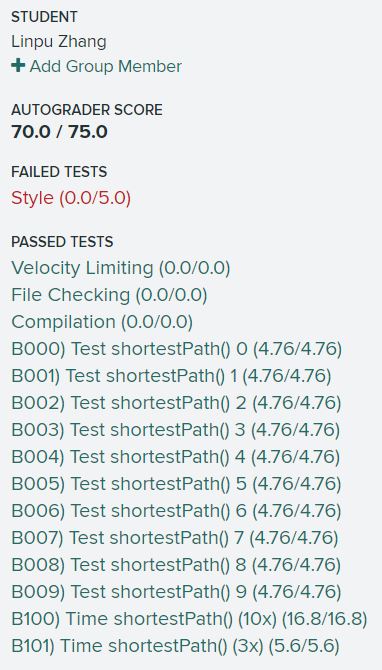 STUDENT
Linpu Zhang
+ Add Group Member
AUTOGRADER SCORE
70.0 / 75.0
FAILED TESTS
Style (0.0/5.0)
PASSED TESTS
Velocity Limiting (0.0/0.0)
File Checking (0.0/0.0)
Compilation (0.0/0.0)
B000) Test shortestPath() 0 (4.76/4.76)
B001) Test shortestPath() 1 (4.76/4.76)
B002) Test shortestPath() 2 (4.76/4.76)
B003) Test shortestPath() 3 (4.76/4.76)
B004) Test shortestPath() 4 (4.76/4.76)
B005) Test shortestPath() 5 (4.76/4.76)
B006) Test shortestPath() 6 (4.76/4.76)
B007) Test shortestPath() 7 (4.76/4.76)
B008) Test shortestPath() 8 (4.76/4.76)
B009) Test shortestPath() 9 (4.76/4.76)
B100) Time shortestPath() (10x) (16.8/16.8)
B101) Time shortestPath() (3x) (5.6/5.6)